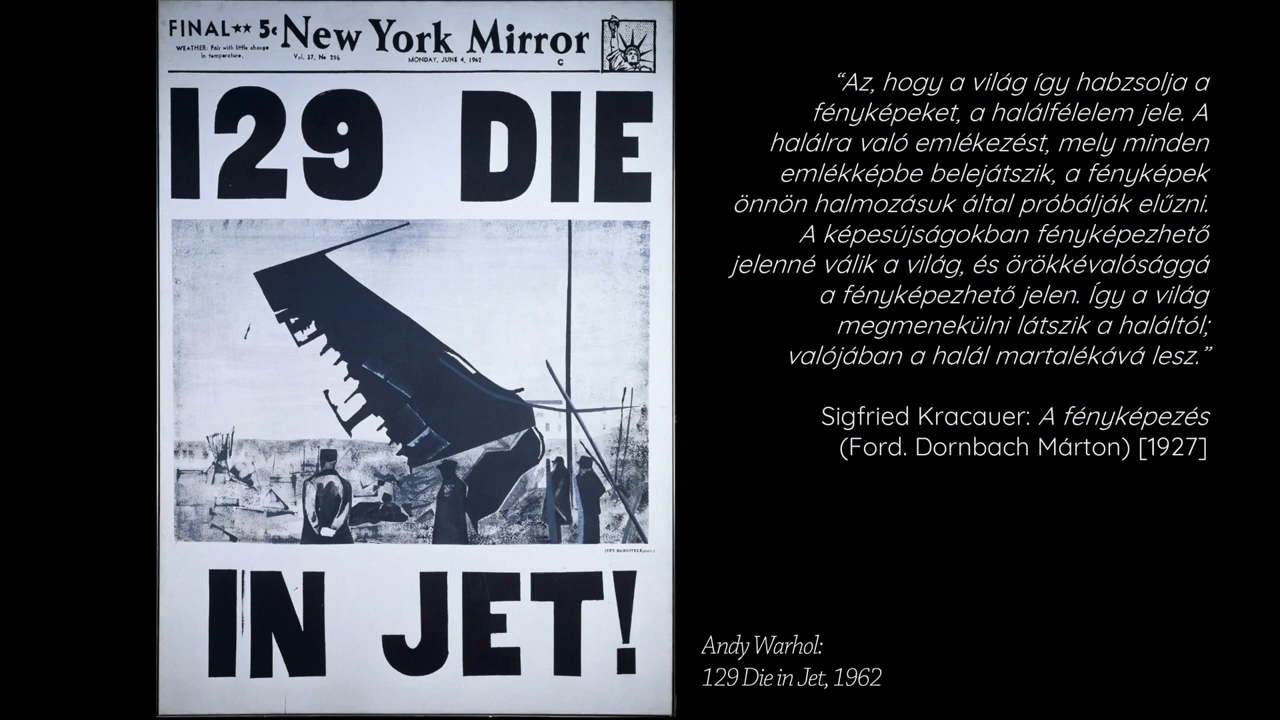 FINAL★★ 5¢ New York Mirror
WEATHER: Fair with little change
in temperature.
Vol. 37, No 296
MONDAY, JUNE 4, 1962
C
129 DIE
IN JET!
“Az, hogy a világ így habzsolja a
fényképeket, a halálfélelem jele. A
halálra való emlékezést, mely minden
emlékképbe belejátszik, a fényképek
önnön halmozásuk által próbálják elűzni.
A képesújságokban fényképezhető
jelenné válik a világ, és örökkévalósággá
a fényképezhető jelen. Így a világ
megmenekülni látszik a haláltól;
valójában a halál martalékává lesz.”
Sigfried Kracauer: A fényképezés
(Ford. Dornbach Márton) [1927]
Andy Warhol:
129 Die in Jet, 1962